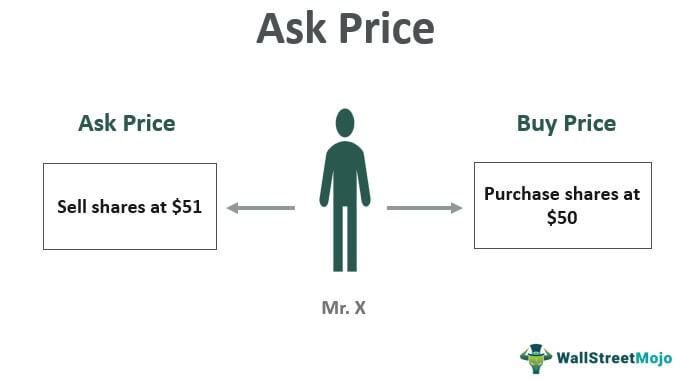 Ask Price
Ask Price
Buy Price
Sell shares at $51
Purchase shares at
$50
Mr. X
WallStreetMojo